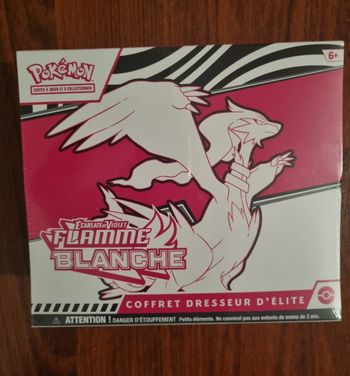 POKÉMON
CARTES À JOUER ET À COLLECTIONNER
6+
ÉCARLATE ET VIOLET
FLAMME
BLANCHE
COFFRET DRESSEUR D'ÉLITE
ATTENTION ! DANGER D'ÉTOUFFEMENT Petits éléments. Ne convient pas aux enfants de moins de 3 ans.